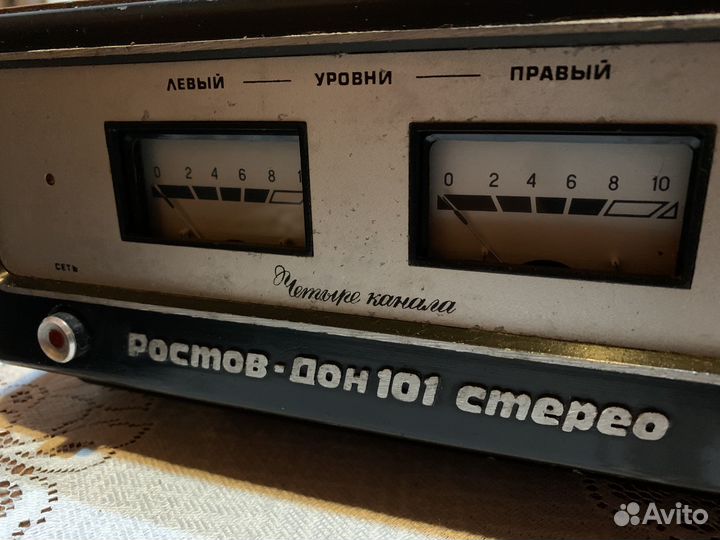 ЛЕВЫЙ — УРОВНИ — ПРАВЫЙ
0 2 4 6 8 1
0 2 4 6 8 10
СЕТЬ
Четыре канала
Ростов-Дон 101 стерео
Avito